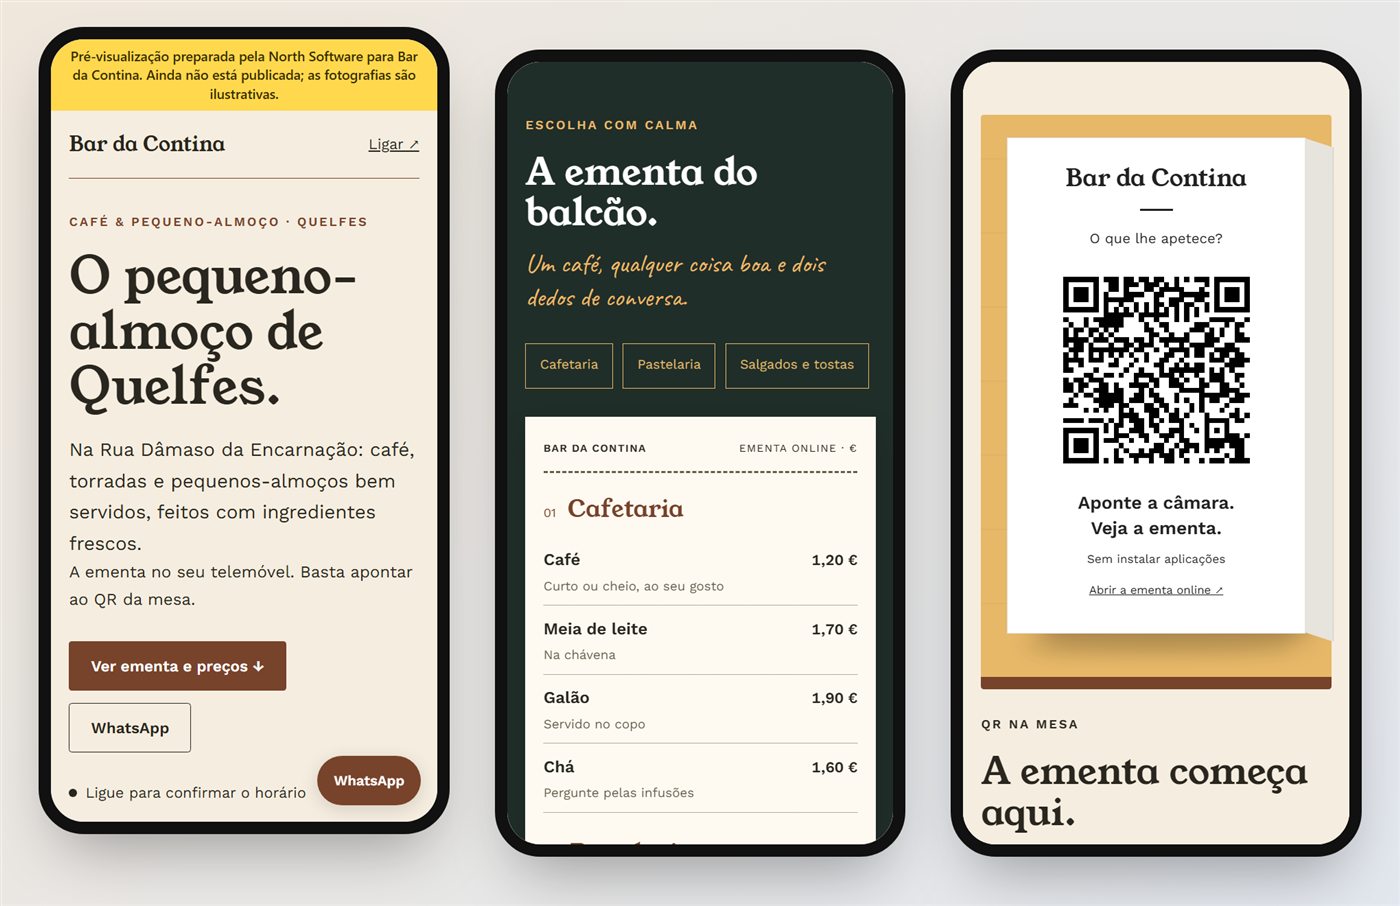 Pré-visualização preparada pela North Software para Bar
da Contina. Ainda não está publicada; as fotografias são
ilustrativas.
Bar da Contina
Ligar ↗
CAFÉ & PEQUENO-ALMOÇO · QUELFES
O pequeno-
almoço de
Quelfes.
Na Rua Dâmaso da Encarnação: café,
torradas e pequenos-almoços bem
servidos, feitos com ingredientes
frescos.
A ementa no seu telemóvel. Basta apontar
ao QR da mesa.
Ver ementa e preços ↓
WhatsApp
Ligue para confirmar o horário
WhatsApp
ESCOLHA COM CALMA
A ementa do
balcão.
Um café, qualquer coisa boa e dois
dedos de conversa.
Cafetaria
Pastelaria
Salgados e tostas
BAR DA CONTINA
EMENTA ONLINE · €
01 Cafetaria
Café 1,20 €
Curto ou cheio, ao seu gosto
Meia de leite 1,70 €
Na chávena
Galão 1,90 €
Servido no copo
Chá 1,60 €
Pergunte pelas infusões
Bar da Contina
O que lhe apetece?
Aponte a câmara.
Veja a ementa.
Sem instalar aplicações
Abrir a ementa online ↗
QR NA MESA
A ementa começa
aqui.